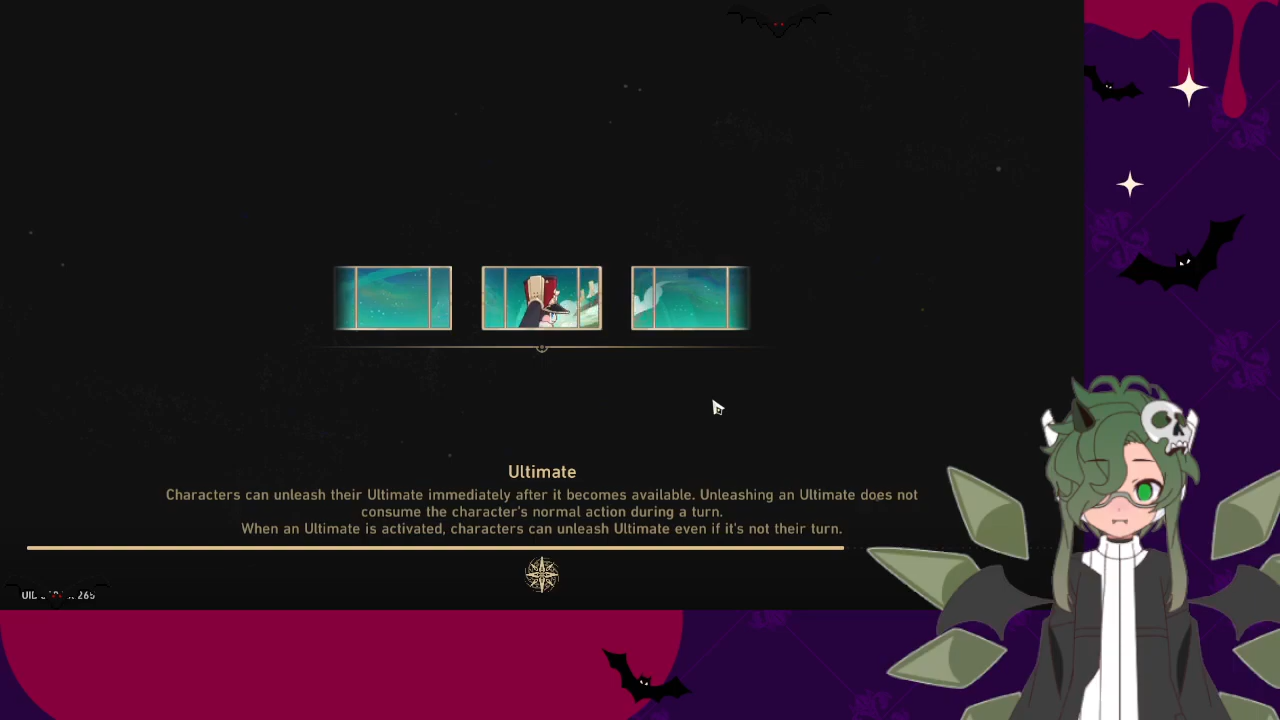 Ultimate
Characters can unleash their Ultimate immediately after it becomes available. Unleashing an Ultimate does not
consume the character's normal action during a turn.
When an Ultimate is activated, characters can unleash Ultimate even if it's not their turn.
UID
265